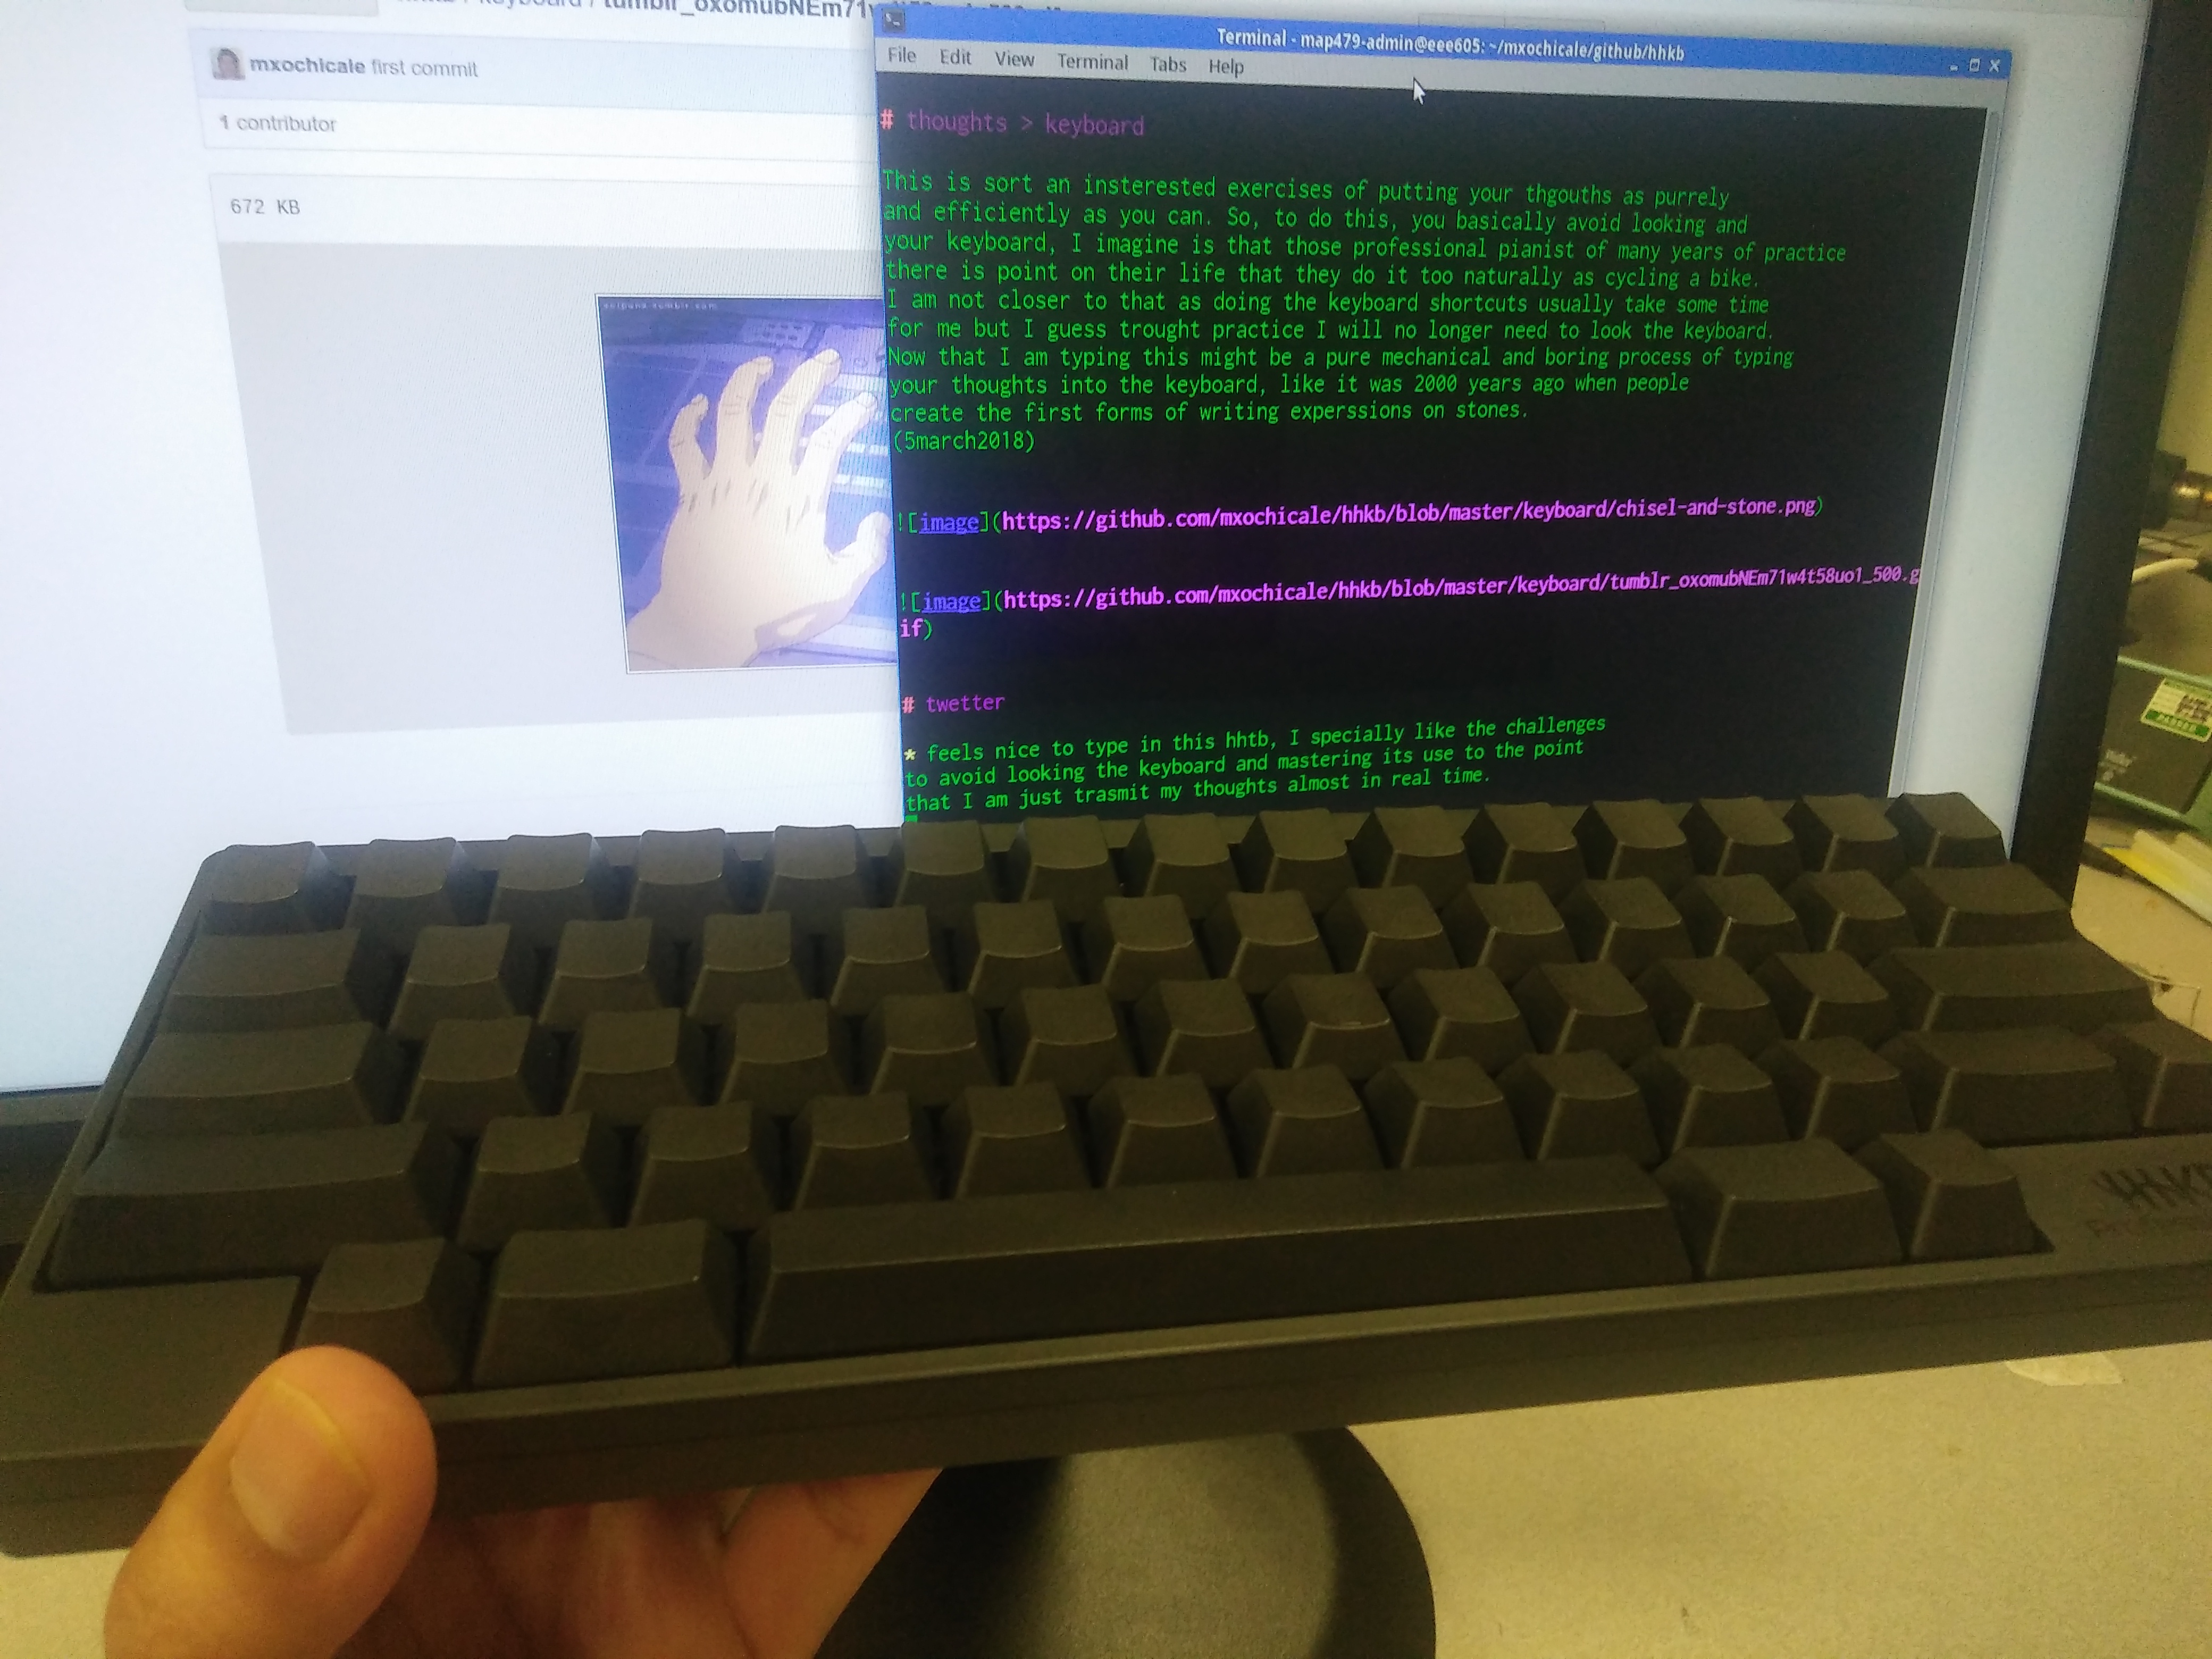 mxochicale first commit
1 contributor
672 KB
Terminal - map479-admin@eee605: ~/mxochicale/github/hhkb
File Edit View Terminal Tabs Help
# thoughts > keyboard
This is sort an insterested exercises of putting your thgouths as purrely
and efficiently as you can. So, to do this, you basically avoid looking and
your keyboard, I imagine is that those professional pianist of many years of practice
there is point on their life that they do it too naturally as cycling a bike.
I am not closer to that as doing the keyboard shortcuts usually take some time
for me but I guess trought practice I will no longer need to look the keyboard.
Now that I am typing this might be a pure mechanical and boring process of typing
your thoughts into the keyboard, like it was 2000 years ago when people
create the first forms of writing experssions on stones.
(5march2018)
![image](https://github.com/mxochicale/hhkb/blob/master/keyboard/chisel-and-stone.png)
![image](https://github.com/mxochicale/hhkb/blob/master/keyboard/tumblr_oxomubNEm71w4t58uo1_500.g
if)
# twetter
* feels nice to type in this hhtb, I specially like the challenges
to avoid looking the keyboard and mastering its use to the point
that I am just trasmit my thoughts almost in real time.